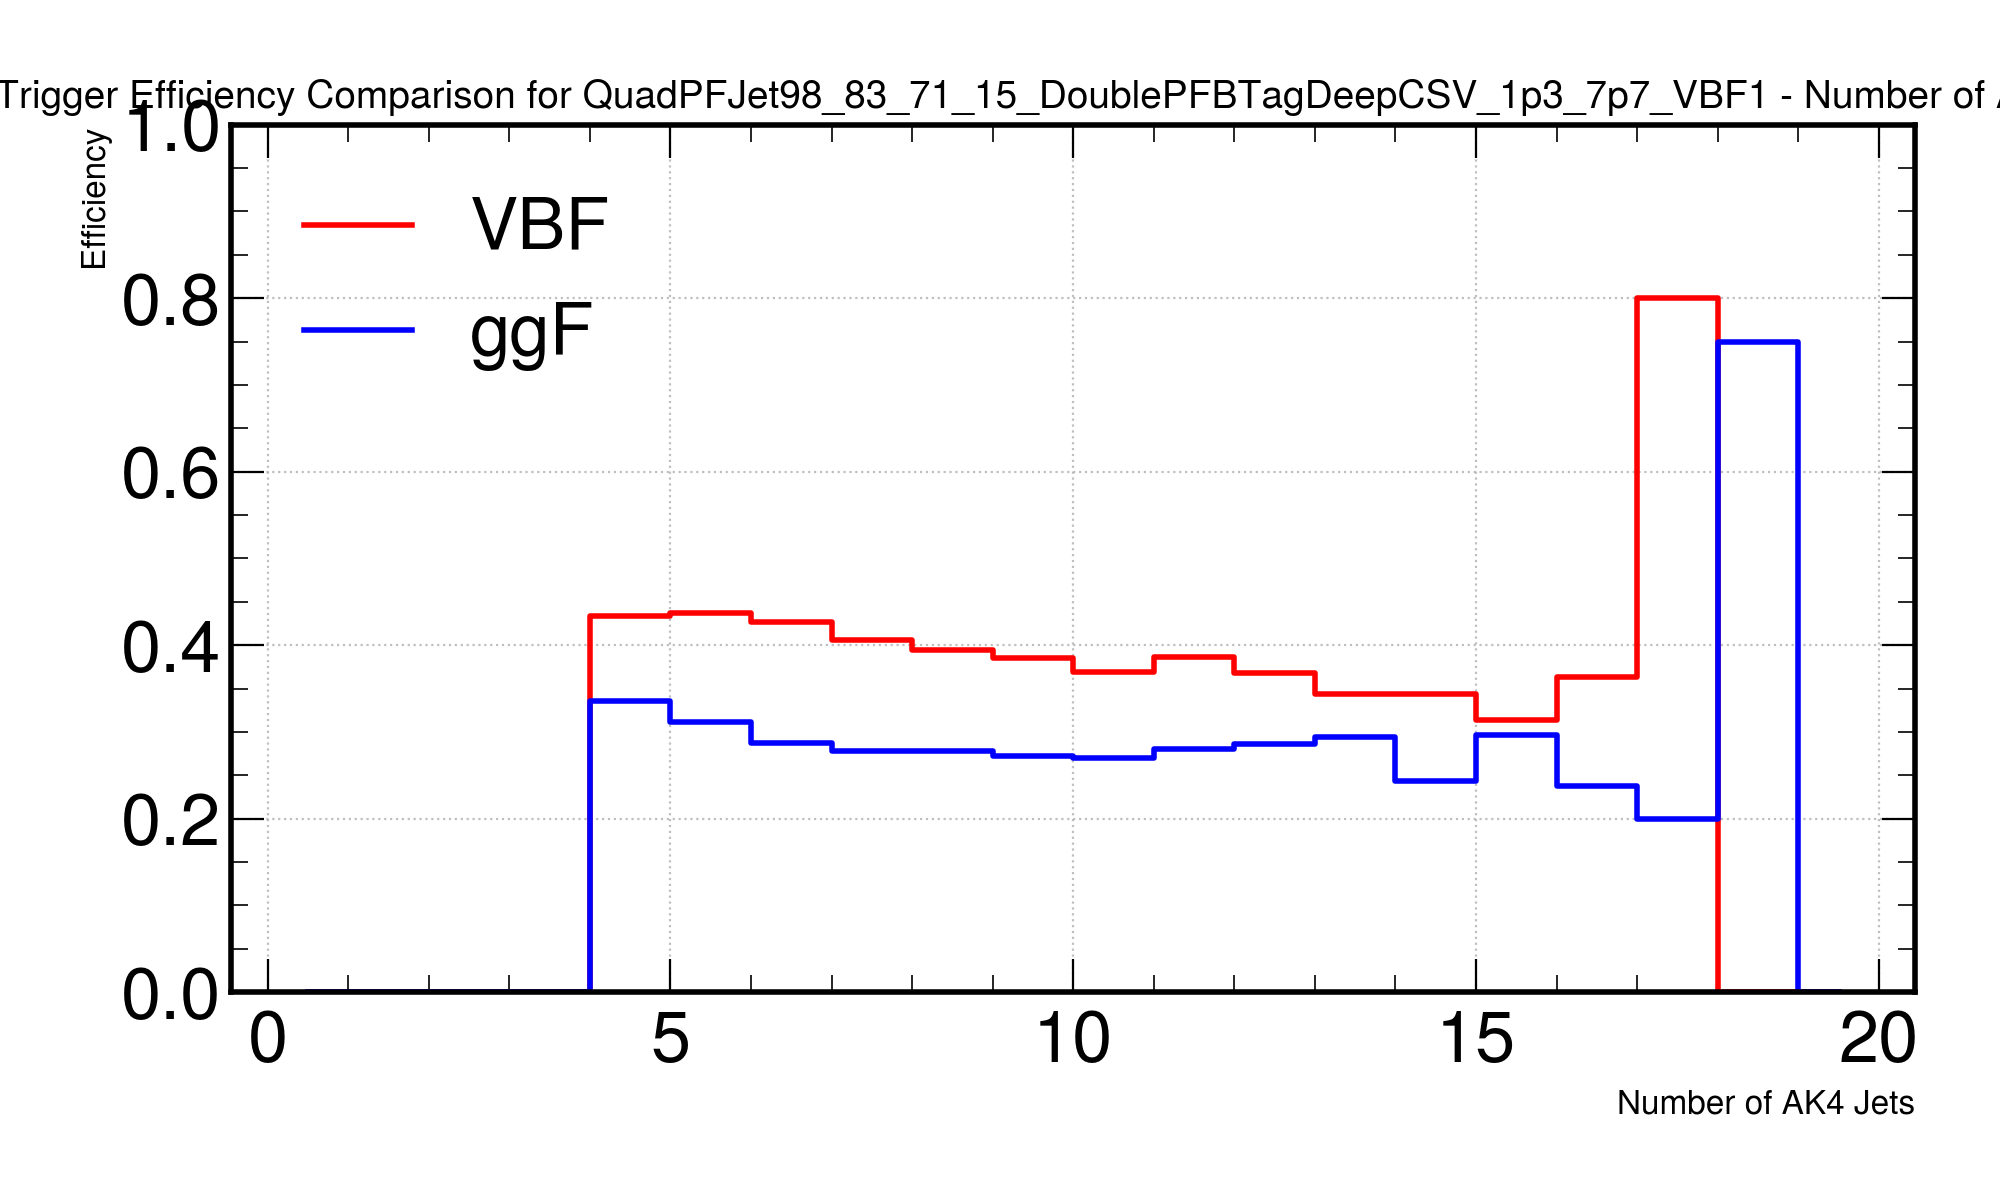 Trigger Efficiency Comparison for QuadPFJet98_83_71_15_DoublePFBTagDeepCSV_1p3_7p7_VBF1 - Number of
Efficiency
1.0
0.8
0.6
0.4
0.2
0.0
VBF
ggF
0 5 10 15 20
Number of AK4 Jets